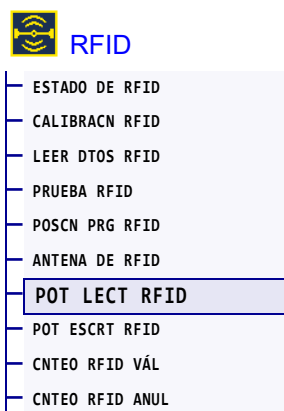 RFID
ESTADO DE RFID
CALIBRACN RFID
LEER DTOS RFID
PRUEBA RFID
POSCN PRG RFID
ANTENA DE RFID
POT LECT RFID
POT ESCRT RFID
CNTEO RFID VÁL
CNTEO RFID ANUL